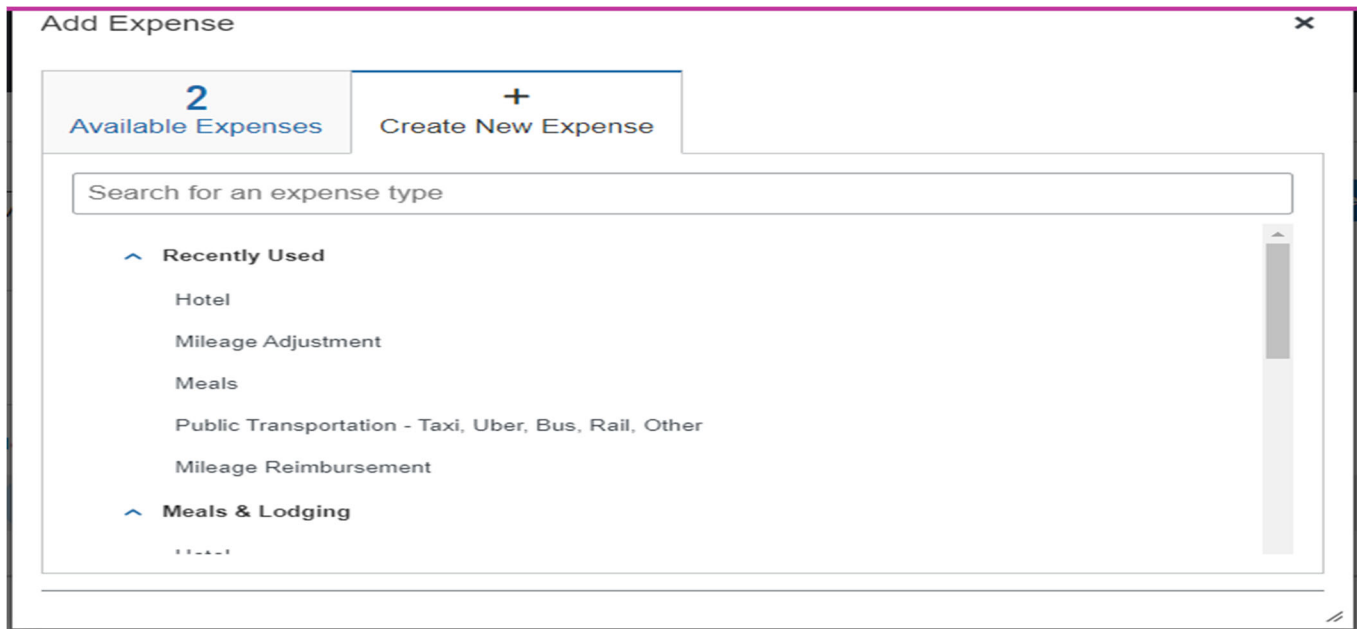 Add Expense
2
Available Expenses
+
Create New Expense
Search for an expense type
Recently Used
Hotel
Mileage Adjustment
Meals
Public Transportation - Taxi, Uber, Bus, Rail, Other
Mileage Reimbursement
Meals & Lodging
Hotel